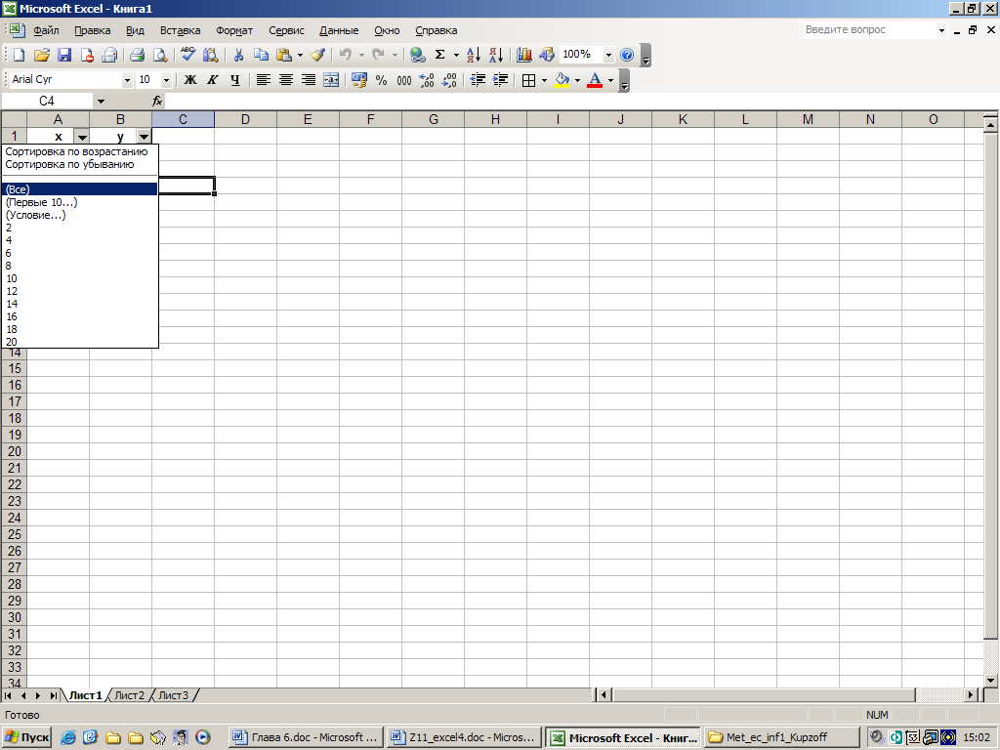 Microsoft Excel - Книга1
Файл Правка Вид Вставка Формат Сервис Данные Окно Справка Введите вопрос
100%
Arial Cyr 10 Ж К Ч % 000
C4 fx
A B C D E F G H I J K L M N O
1 x y
Сортировка по возрастанию
Сортировка по убыванию
(Все)
(Первые 10...)
(Условие...)
2
4
6
8
10
12
14
16
18
20
14
15
16
17
18
19
20
21
22
23
24
25
26
27
28
29
30
31
32
33
34
Лист1 Лист2 Лист3
Готово NUM
Пуск Глава 6.doc - Microsoft ... Z11_excel4.doc - Micros... Microsoft Excel - Книг... Met_ec_inf1_Kupzoff 15:02